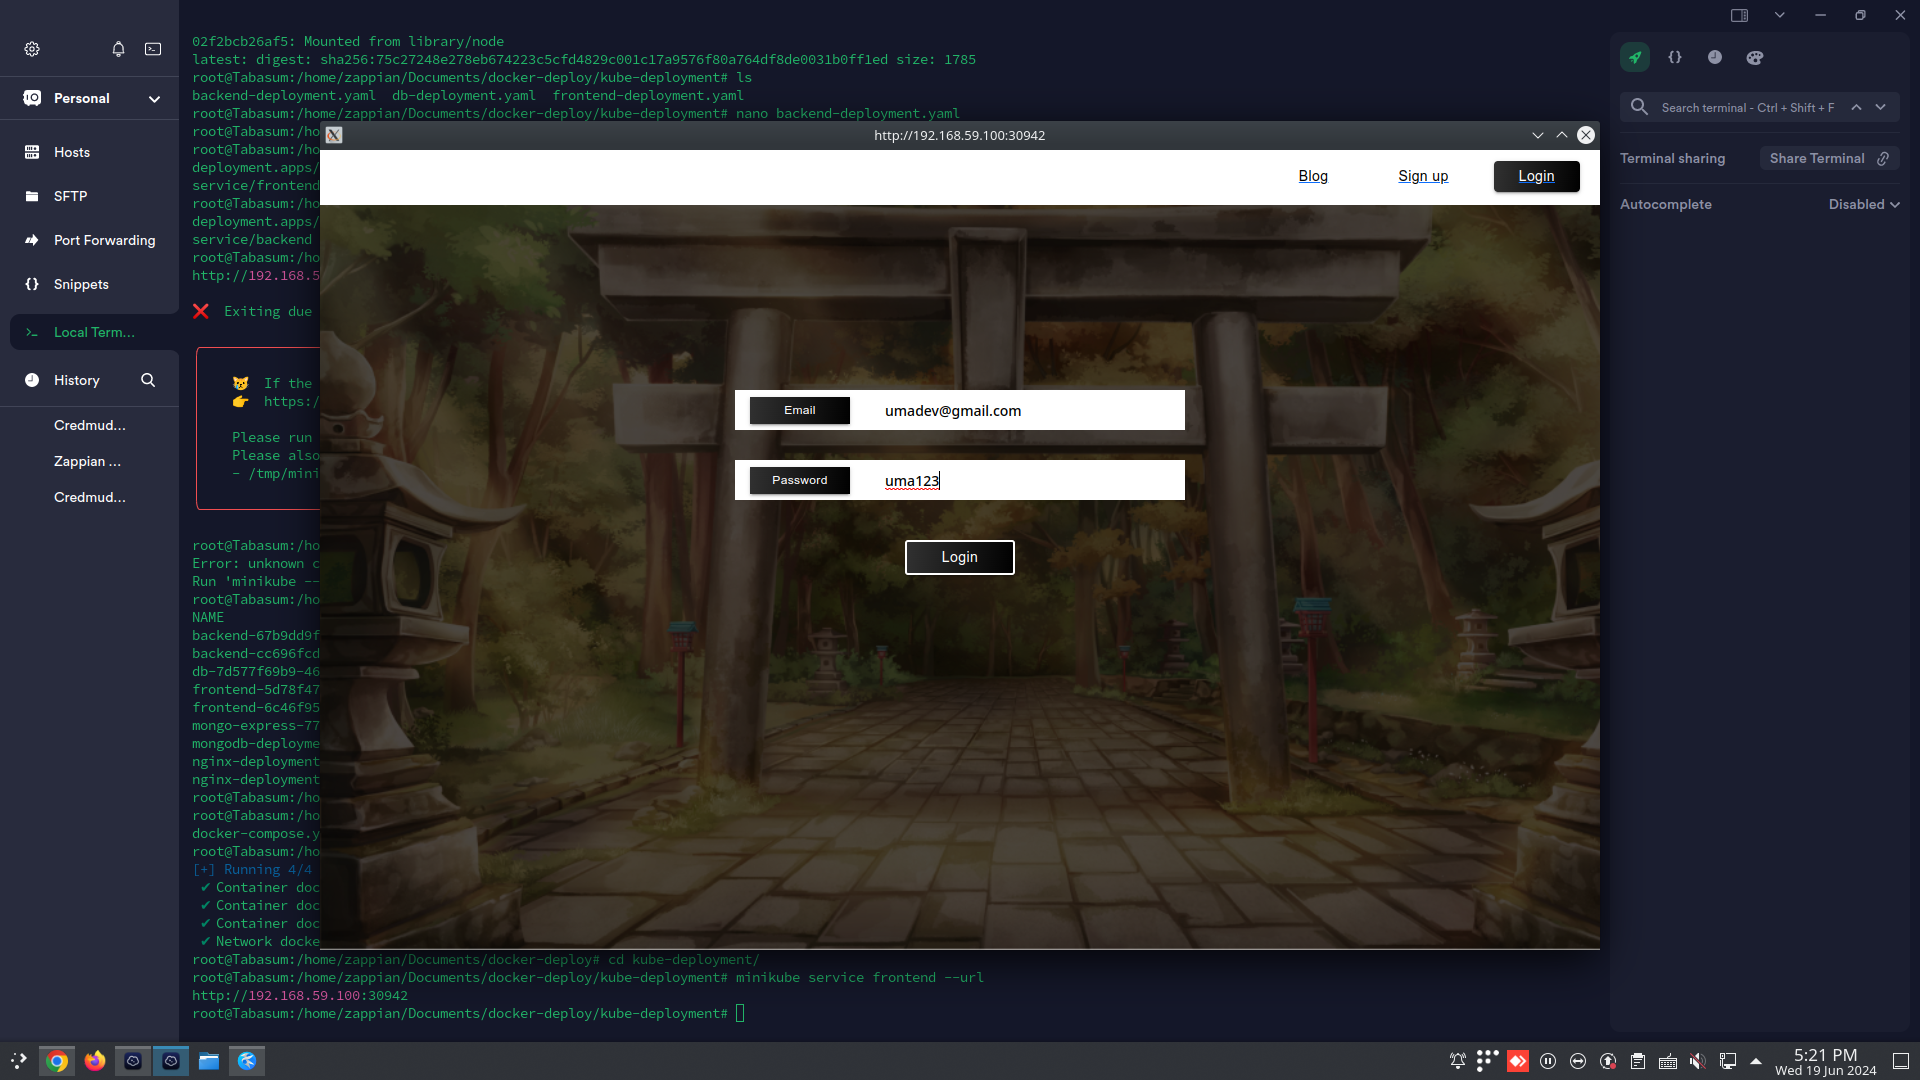 Personal
Hosts
SFTP
Port Forwarding
Snippets
Local Term...
History
Credmud...
Zappian ...
Credmud...
02f2bcb26af5: Mounted from library/node
latest: digest: sha256:75c27248e278eb674223c5cfd4829c001c17a9576f80a764df8de0031b0ff1ed size: 1785
root@Tabasum:/home/zappian/Documents/docker-deploy/kube-deployment# ls
backend-deployment.yaml  db-deployment.yaml  frontend-deployment.yaml
root@Tabasum:/home/zappian/Documents/docker-deploy/kube-deployment# nano backend-deployment.yaml
root@Tabasum:/ho
root@Tabasum:/ho
deployment.apps/
service/frontend
root@Tabasum:/ho
deployment.apps/
service/backend
root@Tabasum:/ho
http://192.168.5
❌ Exiting due
😿 If the
👉 https:/
Please run
Please also
- /tmp/mini
root@Tabasum:/ho
Error: unknown c
Run 'minikube --
root@Tabasum:/ho
NAME
backend-67b9dd9f
backend-cc696fcd
db-7d577f69b9-46
frontend-5d78f47
frontend-6c46f95
mongo-express-77
mongodb-deployme
nginx-deployment
nginx-deployment
root@Tabasum:/ho
root@Tabasum:/ho
docker-compose.y
root@Tabasum:/ho
[+] Running 4/4
✔ Container doc
✔ Container doc
✔ Container doc
✔ Network docke
root@Tabasum:/home/zappian/Documents/docker-deploy# cd kube-deployment/
root@Tabasum:/home/zappian/Documents/docker-deploy/kube-deployment# minikube service frontend --url
http://192.168.59.100:30942
root@Tabasum:/home/zappian/Documents/docker-deploy/kube-deployment#
http://192.168.59.100:30942
Blog Sign up Login
Email umadev@gmail.com
Password uma123
Login
Search terminal - Ctrl + Shift + F
Terminal sharing Share Terminal
Autocomplete Disabled
5:21 PM
Wed 19 Jun 2024